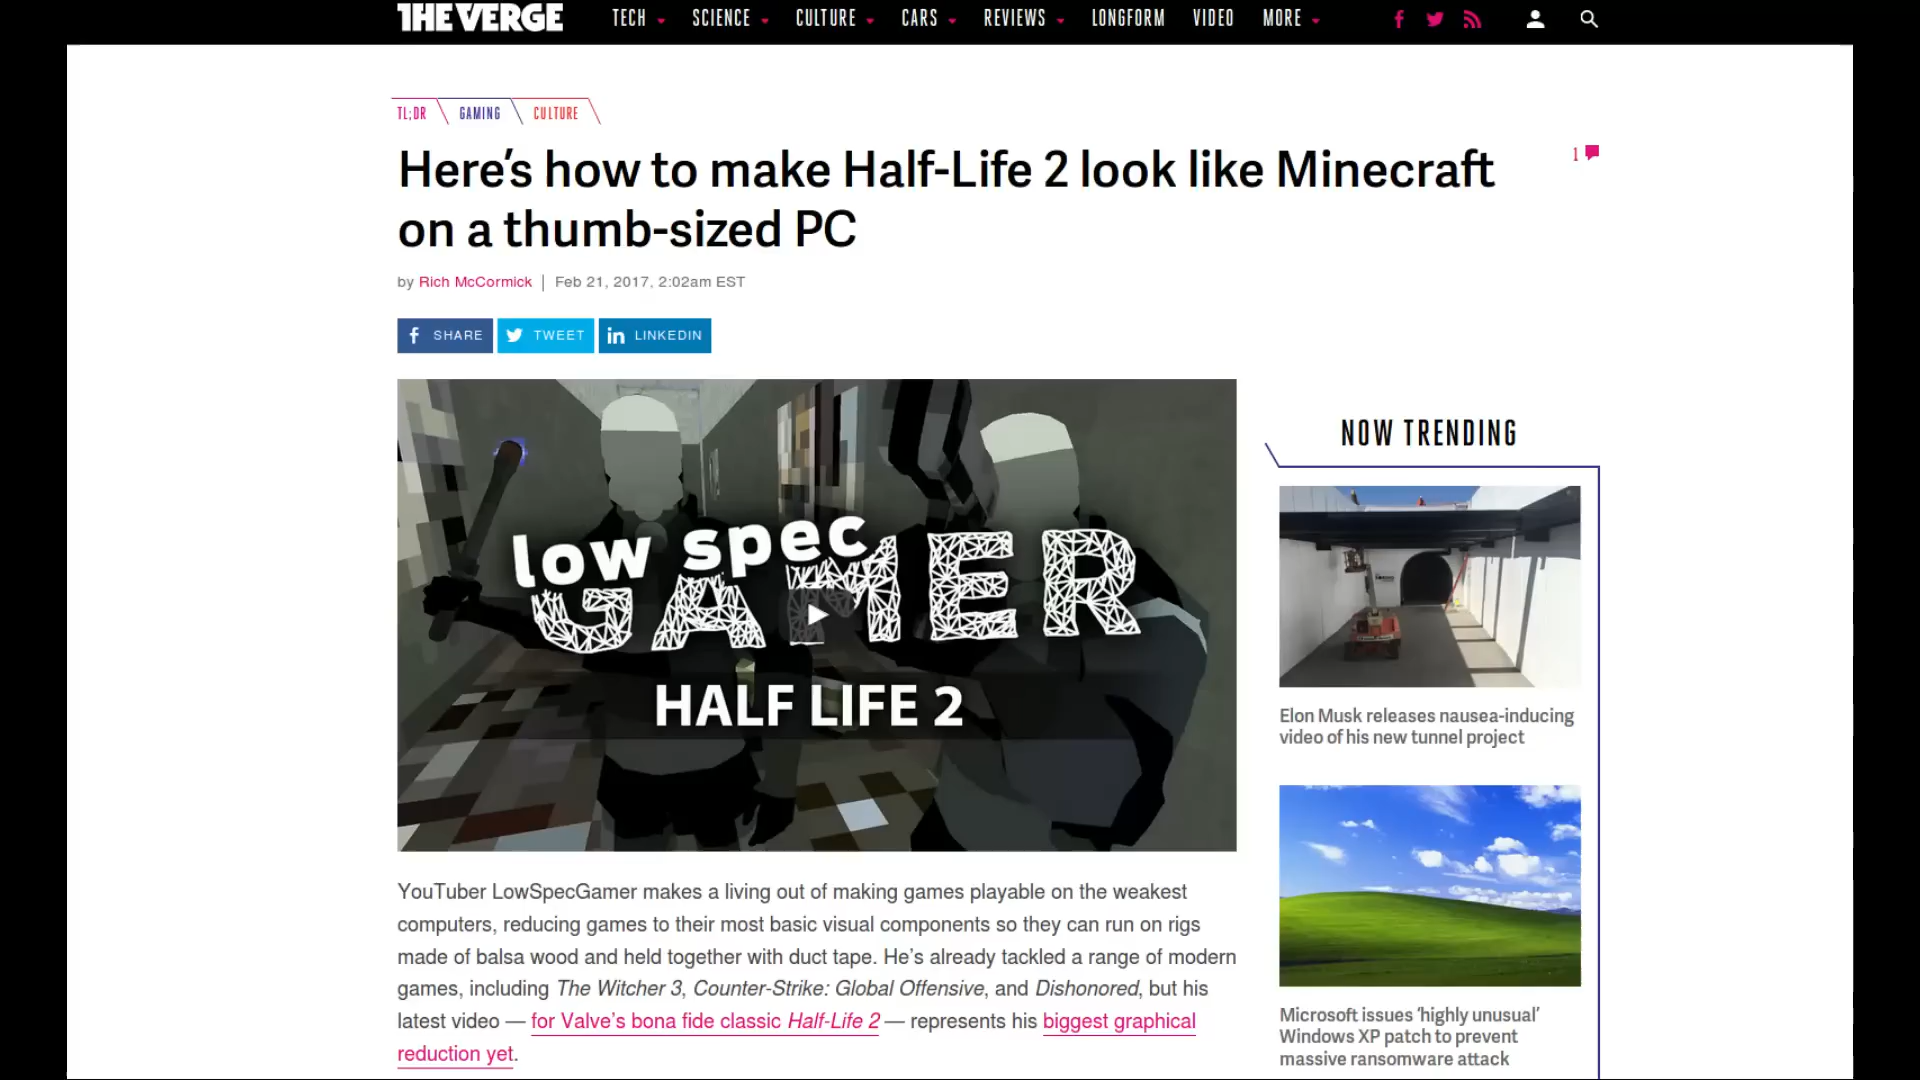 THE VERGE
TECH SCIENCE CULTURE CARS REVIEWS LONGFORM VIDEO MORE
TL;DR GAMING CULTURE
Here’s how to make Half-Life 2 look like Minecraft
on a thumb-sized PC
1
by Rich McCormick | Feb 21, 2017, 2:02am EST
SHARE TWEET LINKEDIN
low spec
GAMER
HALF LIFE 2
YouTuber LowSpecGamer makes a living out of making games playable on the weakest
computers, reducing games to their most basic visual components so they can run on rigs
made of balsa wood and held together with duct tape. He’s already tackled a range of modern
games, including The Witcher 3, Counter-Strike: Global Offensive, and Dishonored, but his
latest video — for Valve’s bona fide classic Half-Life 2 — represents his biggest graphical
reduction yet.
NOW TRENDING
Elon Musk releases nausea-inducing
video of his new tunnel project
Microsoft issues ‘highly unusual’
Windows XP patch to prevent
massive ransomware attack